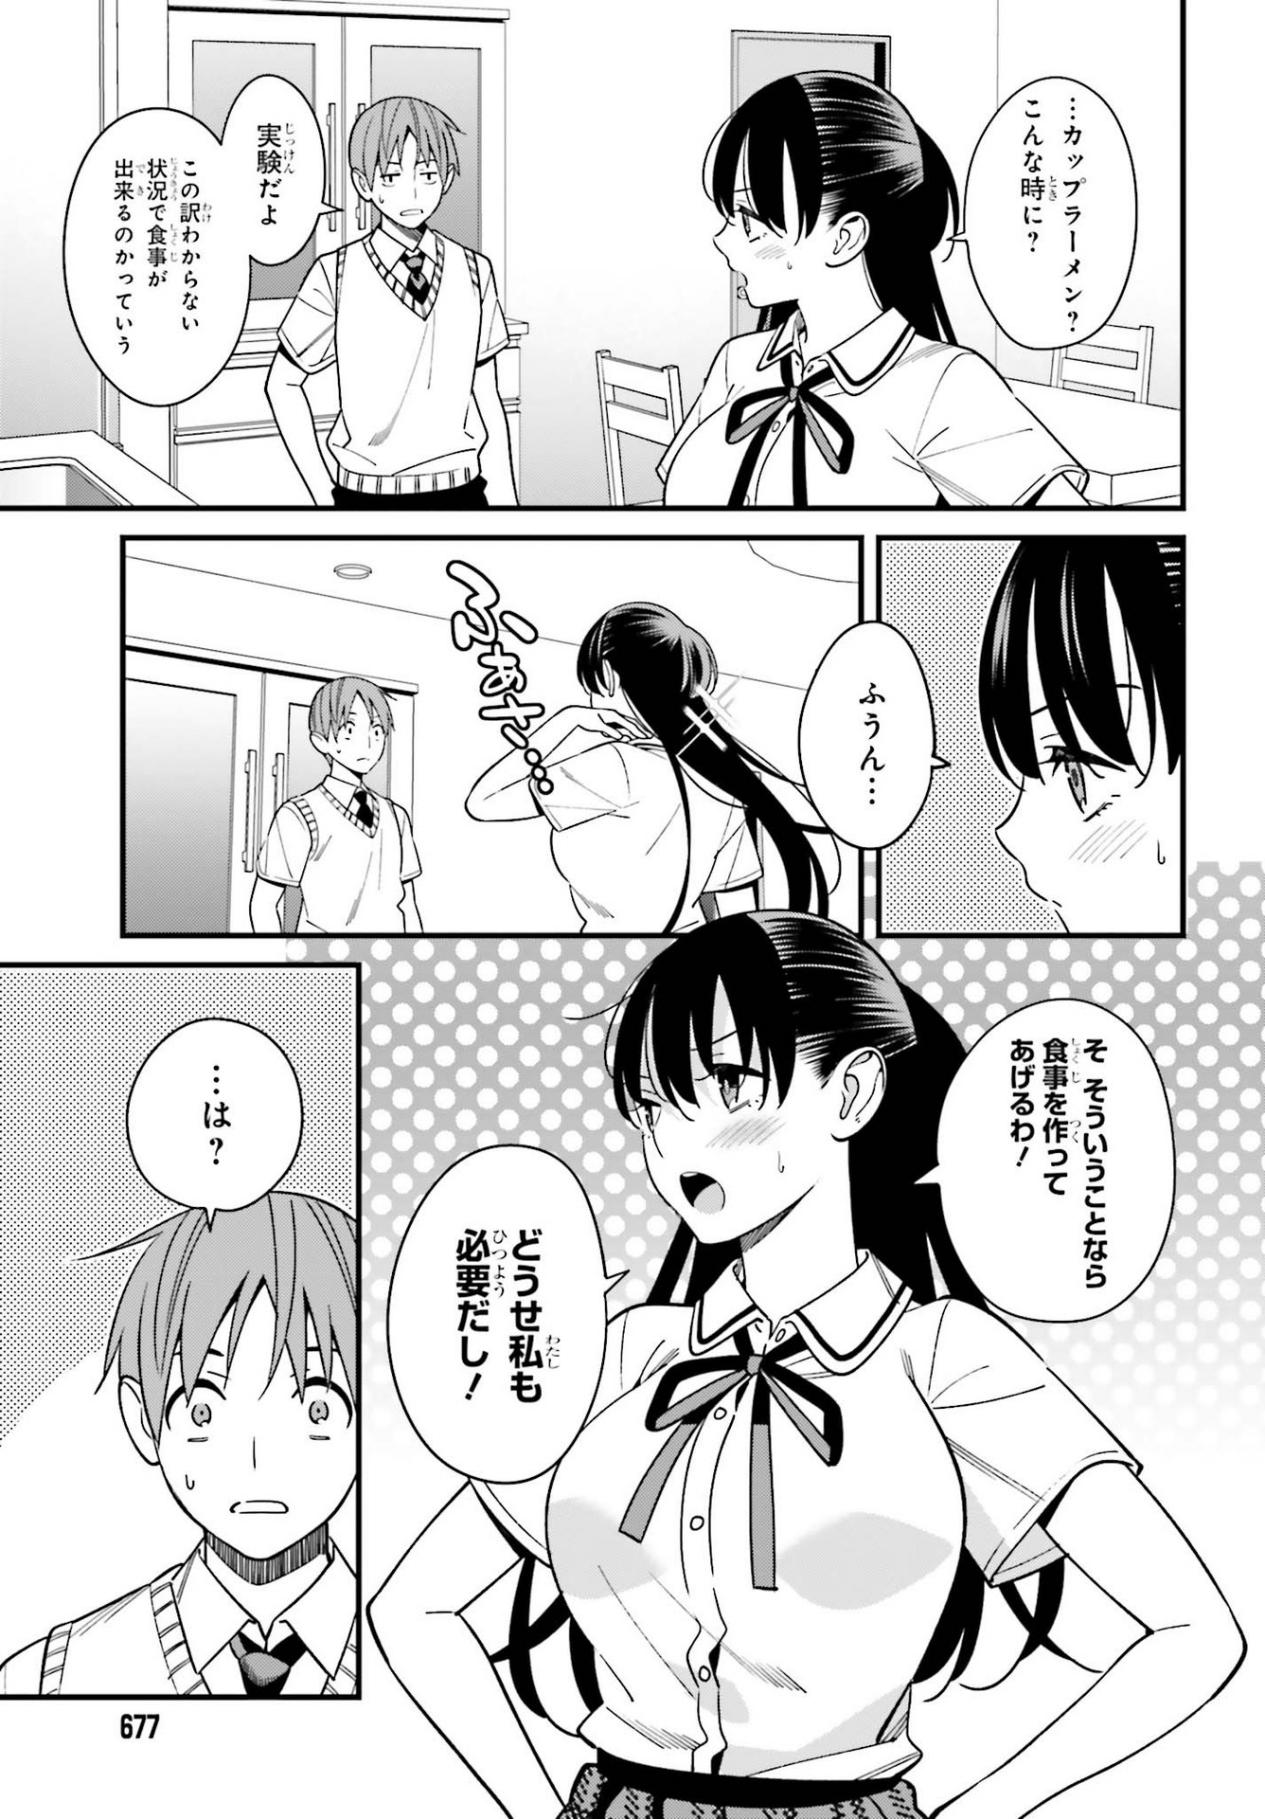 …カップラーメン？
こんな時に？
実験だよ
この訳わからない
状況で食事が
出来るのかっていう
ふうん…
ふぁさ…
そ そういうことなら
食事を作って
あげるわ！
どうせ私も
必要だし！
…は？
677